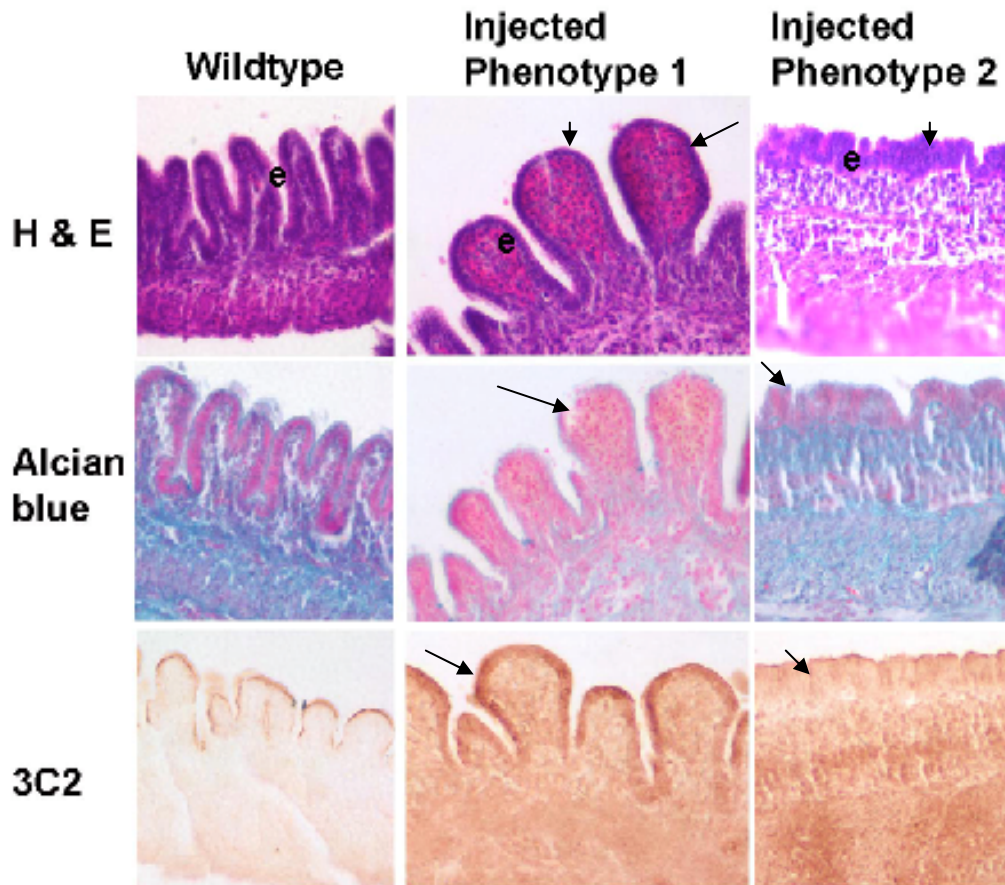 Wildtype
Injected
Phenotype 1
Injected
Phenotype 2
H & E
e
e
e
Alcian
blue
3C2